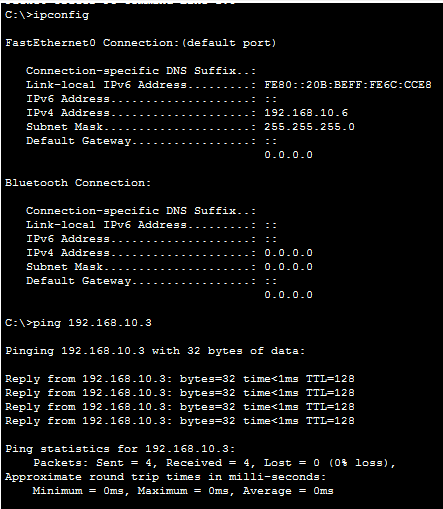 C:\>ipconfig
FastEthernet0 Connection:(default port)
Connection-specific DNS Suffix..:
Link-local IPv6 Address.........: FE80::20B:BEFF:FE6C:CCE8
IPv6 Address....................: ::
IPv4 Address....................: 192.168.10.6
Subnet Mask.....................: 255.255.255.0
Default Gateway.................: ::
0.0.0.0
Bluetooth Connection:
Connection-specific DNS Suffix..:
Link-local IPv6 Address.........: ::
IPv6 Address....................: ::
IPv4 Address....................: 0.0.0.0
Subnet Mask.....................: 0.0.0.0
Default Gateway.................: ::
0.0.0.0
C:\>ping 192.168.10.3
Pinging 192.168.10.3 with 32 bytes of data:
Reply from 192.168.10.3: bytes=32 time<1ms TTL=128
Reply from 192.168.10.3: bytes=32 time<1ms TTL=128
Reply from 192.168.10.3: bytes=32 time<1ms TTL=128
Reply from 192.168.10.3: bytes=32 time<1ms TTL=128
Ping statistics for 192.168.10.3:
Packets: Sent = 4, Received = 4, Lost = 0 (0% loss),
Approximate round trip times in milli-seconds:
Minimum = 0ms, Maximum = 0ms, Average = 0ms